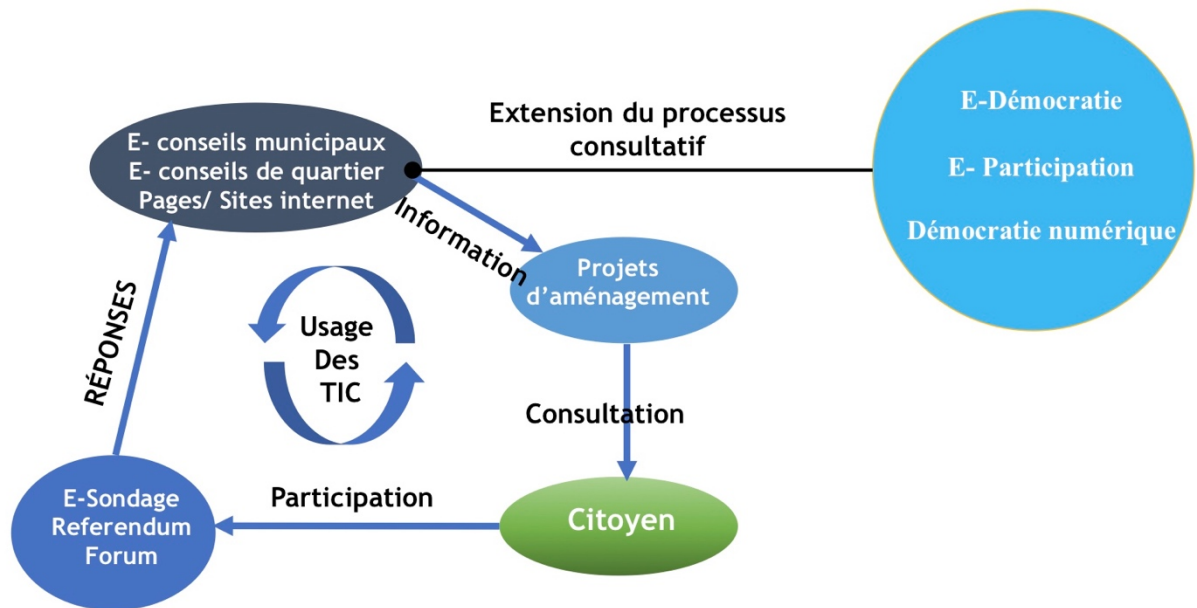 E- conseils municipaux
E- conseils de quartier
Pages/ Sites internet
Extension du processus
consultatif
E-Démocratie
E- Participation
Démocratie numérique
Information
Projets
d’aménagement
Usage
Des
TIC
RÉPONSES
Consultation
Citoyen
Participation
E-Sondage
Referendum
Forum